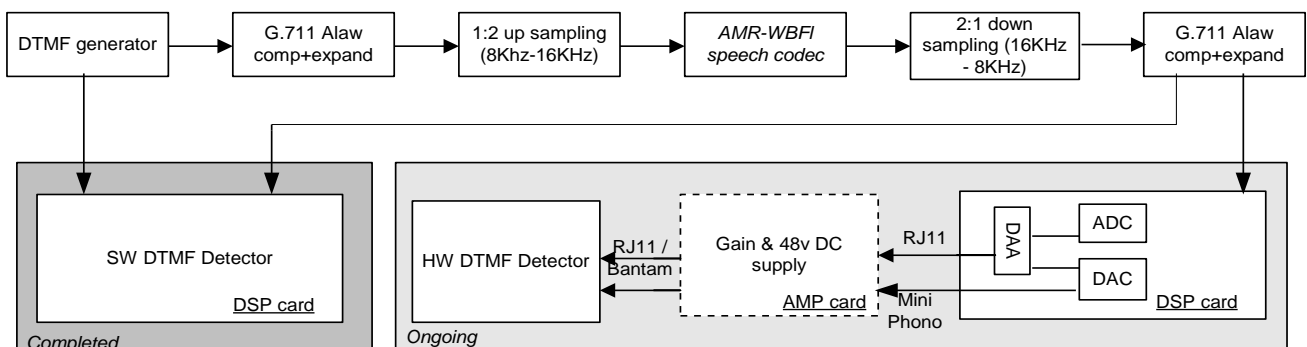 DTMF generator
G.711 Alaw
comp+expand
1:2 up sampling
(8Khz-16KHz)
AMR-WBFI
speech codec
2:1 down
sampling (16KHz
- 8KHz)
G.711 Alaw
comp+expand
SW DTMF Detector
DSP card
Completed
HW DTMF Detector
RJ11 /
Bantam
Gain & 48v DC
supply
AMP card
RJ11
Mini
Phono
DAA
ADC
DAC
DSP card
Ongoing